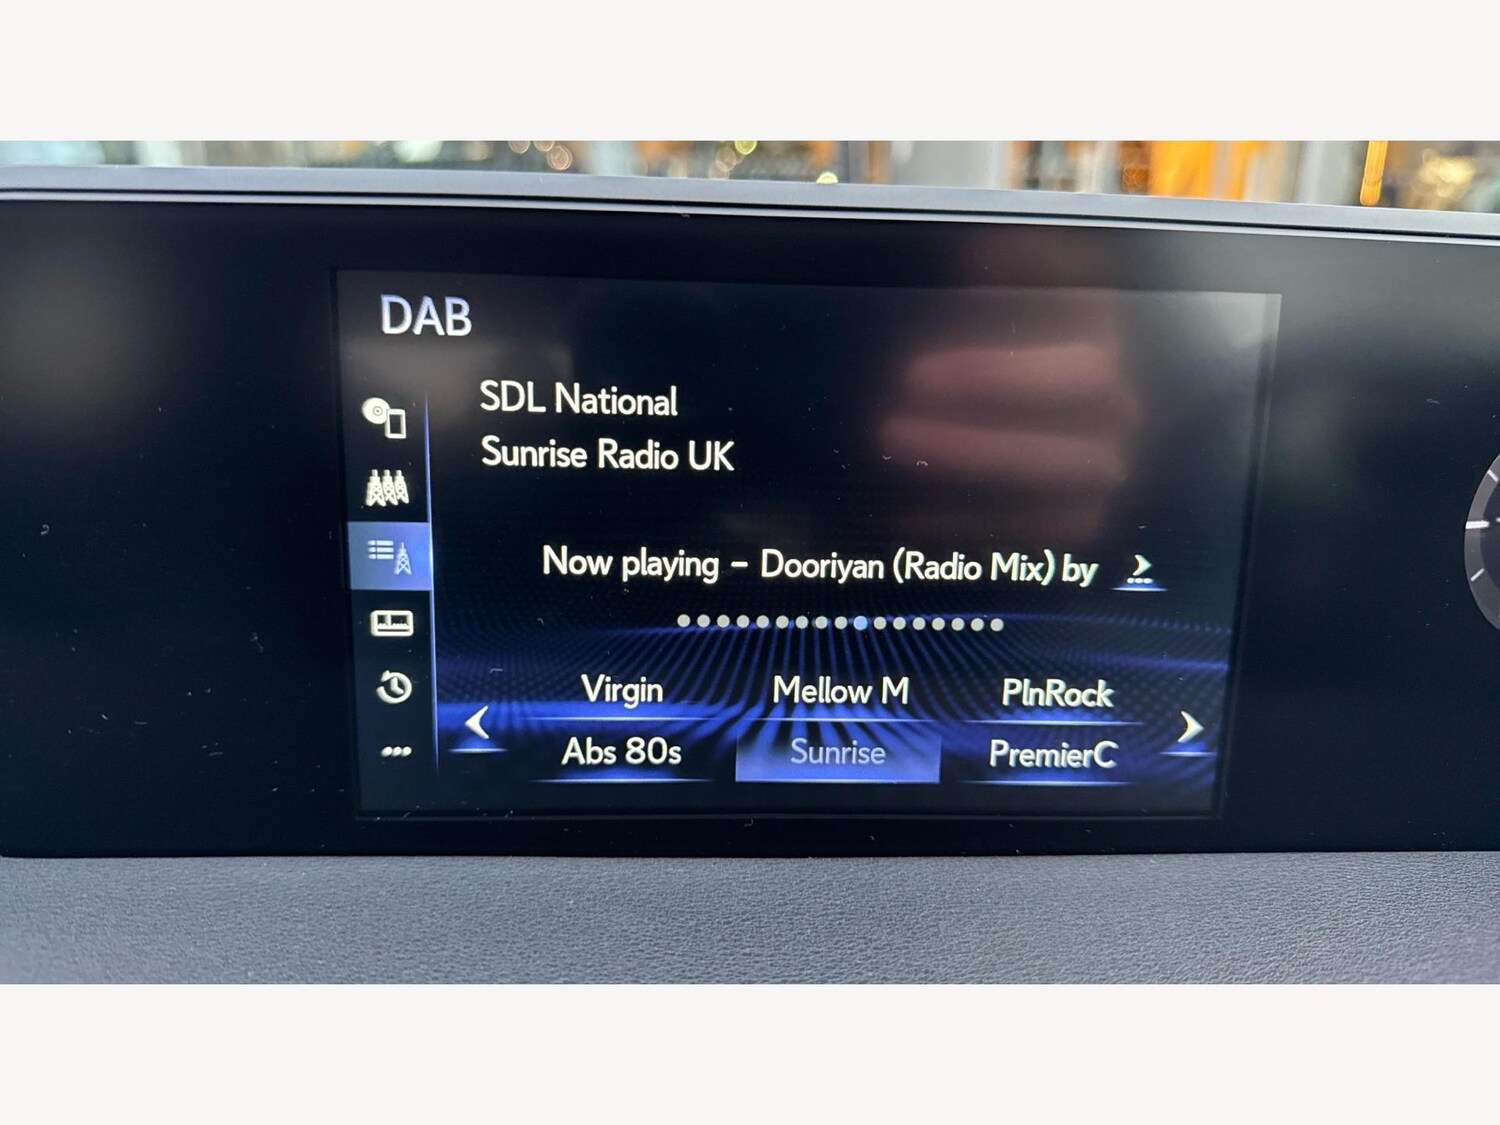 DAB
SDL National
Sunrise Radio UK
Now playing – Dooriyan (Radio Mix) by
Virgin Mellow M PlnRock
Abs 80s Sunrise PremierC